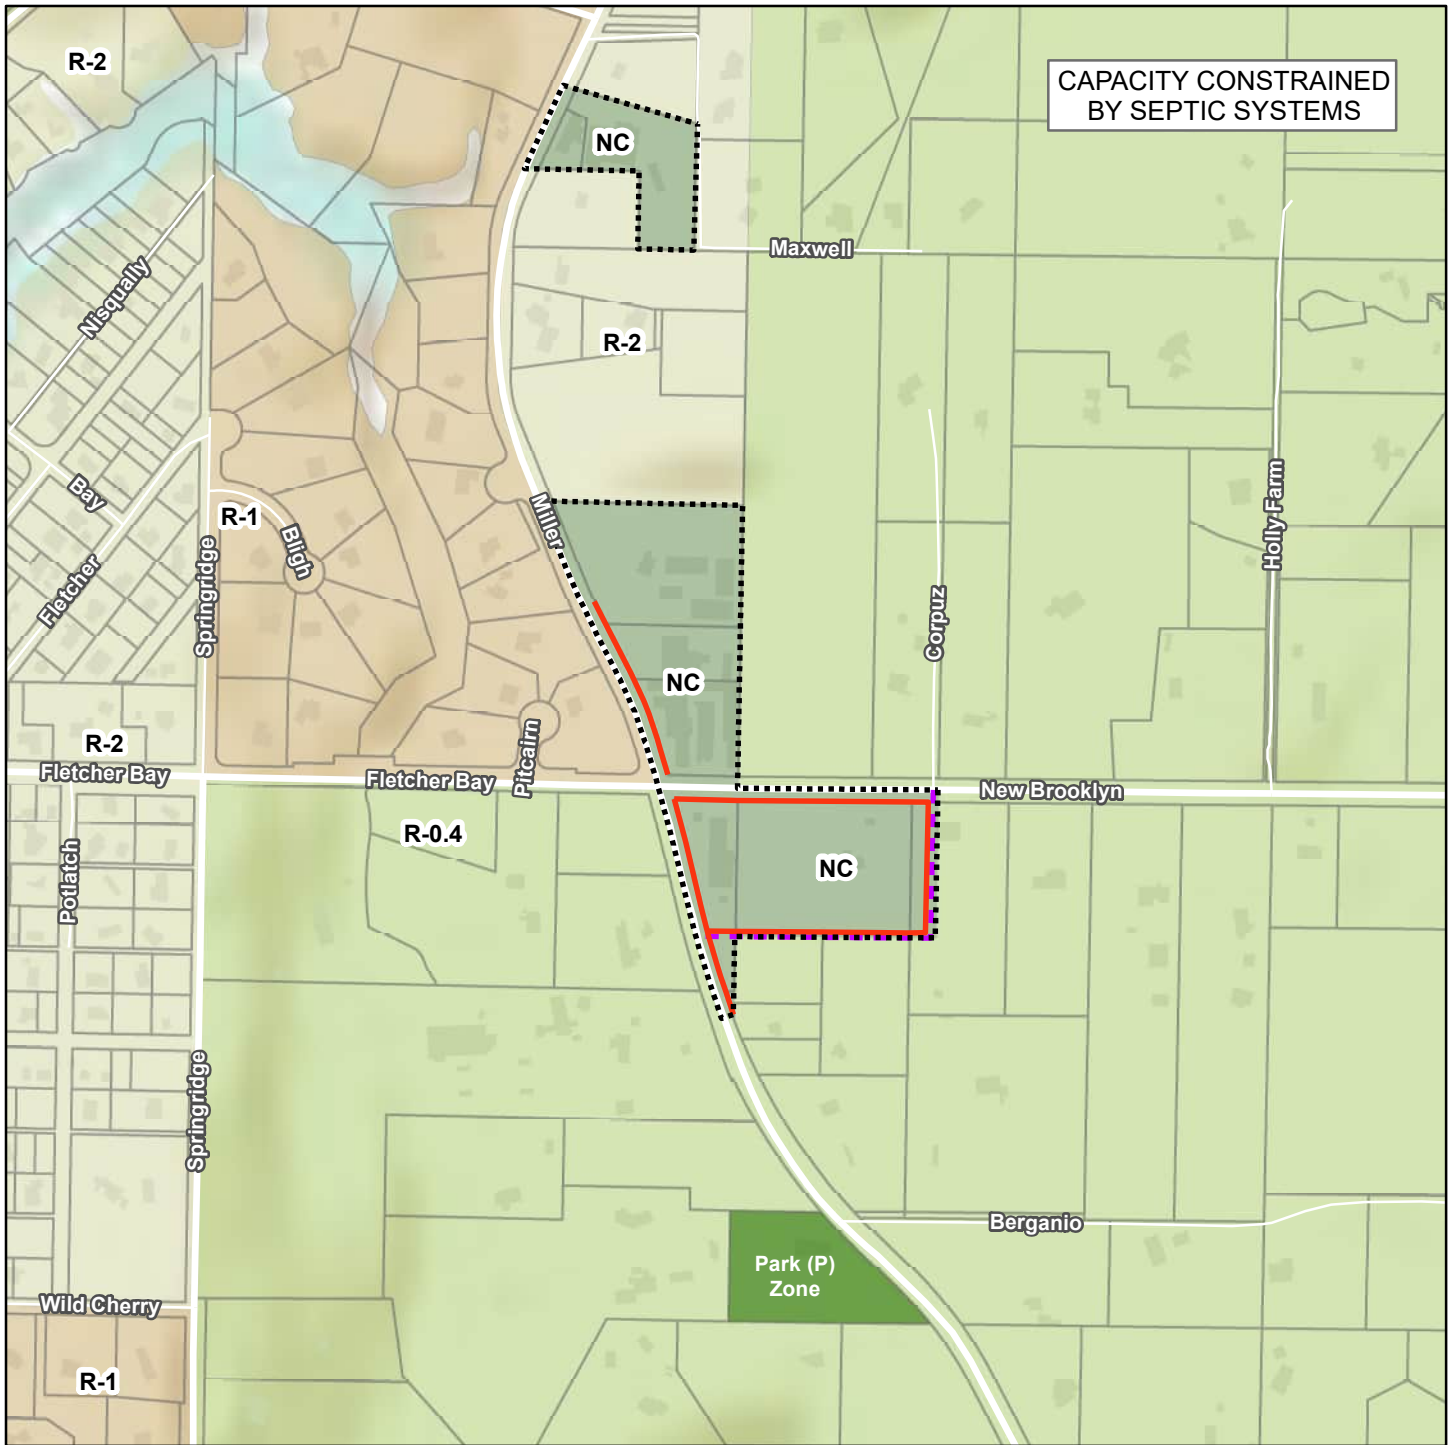 R-2
CAPACITY CONSTRAINED
BY SEPTIC SYSTEMS
NC
Maxwell
Nisqually
R-2
Bay
Miller
R-1
Bligh
Holly Farm
Springridge
Fletcher
Corpuz
NC
R-2
Pitcairn
Fletcher Bay
Fletcher Bay
New Brooklyn
R-0.4
NC
Potlatch
Springridge
Berganio
Park (P)
Zone
Wild Cherry
R-1